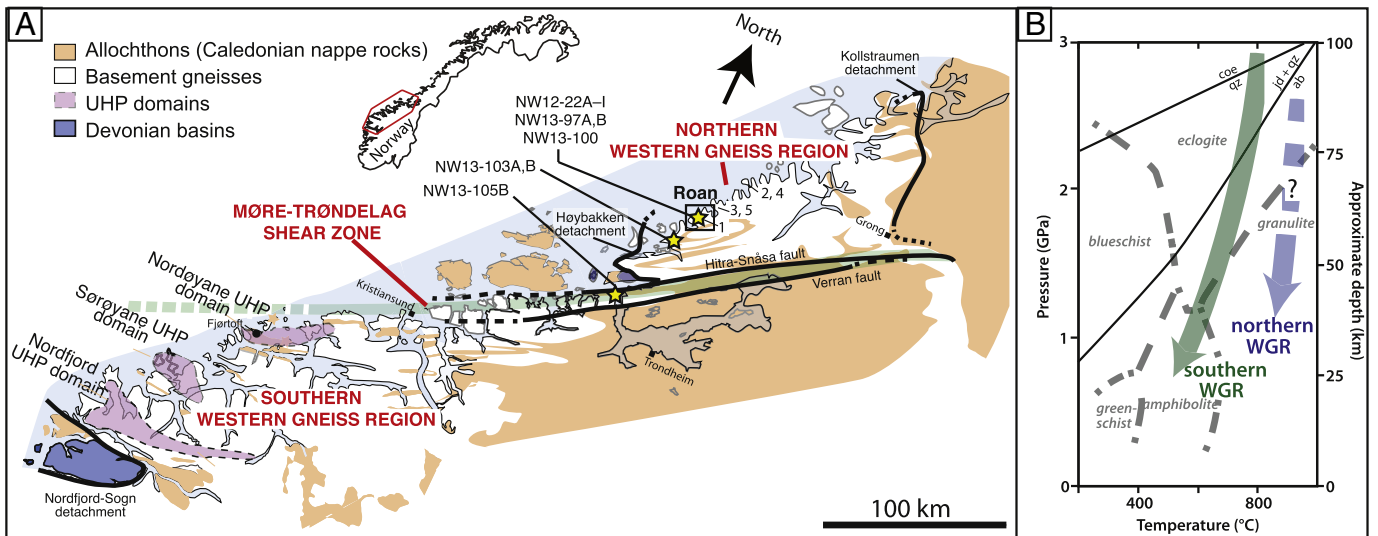 A
Allochthons (Caledonian nappe rocks)
Basement gneisses
UHP domains
Devonian basins
Norway
North
Kollstraumen
detachment
NW12-22A–I
NW13-97A,B
NW13-100
NORTHERN
WESTERN GNEISS REGION
NW13-103A,B
NW13-105B
Roan
2, 4
3, 5
1
MØRE-TRØNDELAG
SHEAR ZONE
Høybakken
detachment
Grong
Hitra-Snåsa fault
Verran fault
Kristiansund
Nordøyane UHP
domain
Sørøyane UHP
domain
Fjørtoft
Nordfjord
UHP domain
Trondheim
SOUTHERN
WESTERN GNEISS REGION
Nordfjord-Sogn
detachment
100 km
B
3
2
1
0
Pressure (GPa)
100
75
50
25
0
Approximate depth (km)
400
800
Temperature (°C)
coe
qz
jd + qz
ab
eclogite
blueschist
?
granulite
northern
WGR
southern
WGR
green-
schist
amphibolite